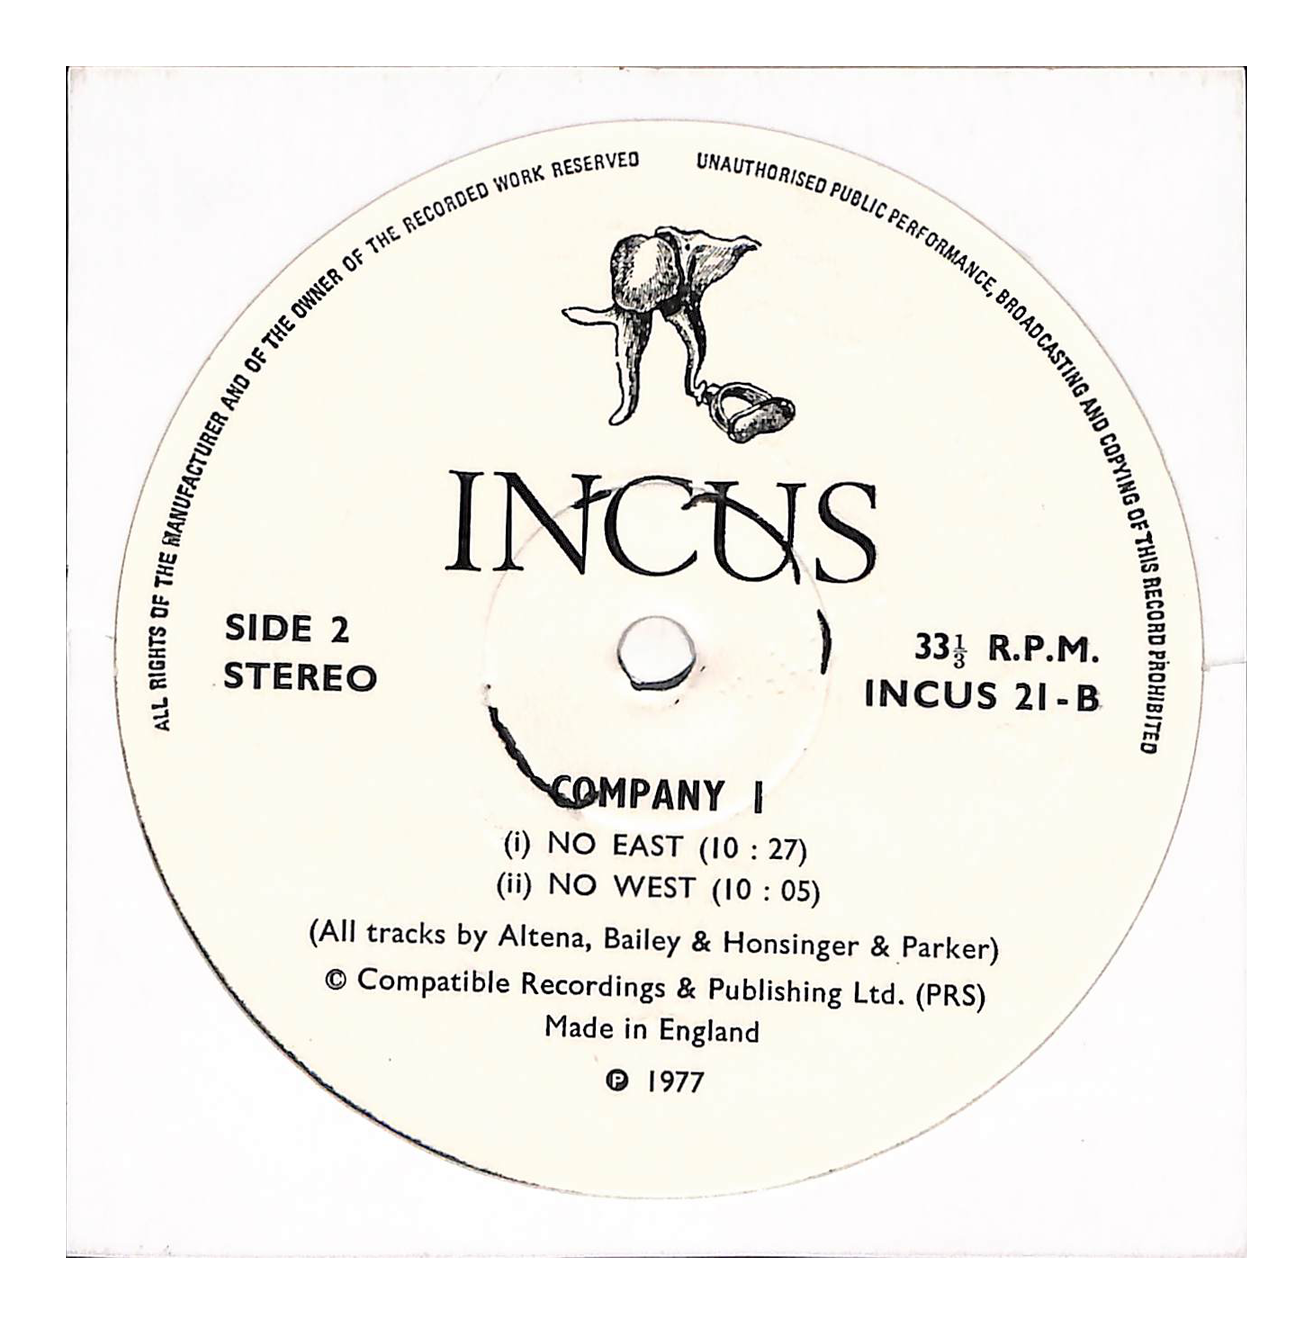 ALL RIGHTS OF THE MANUFACTURER AND OF THE OWNER OF THE RECORDED WORK RESERVED
UNAUTHORISED PUBLIC PERFORMANCE, BROADCASTING AND COPYING OF THIS RECORD PROHIBITED
INCUS
SIDE 2
STEREO
33⅓ R.P.M.
INCUS 21-B
COMPANY 1
(i) NO EAST (10 : 27)
(ii) NO WEST (10 : 05)
(All tracks by Altena, Bailey & Honsinger & Parker)
© Compatible Recordings & Publishing Ltd. (PRS)
Made in England
℗ 1977